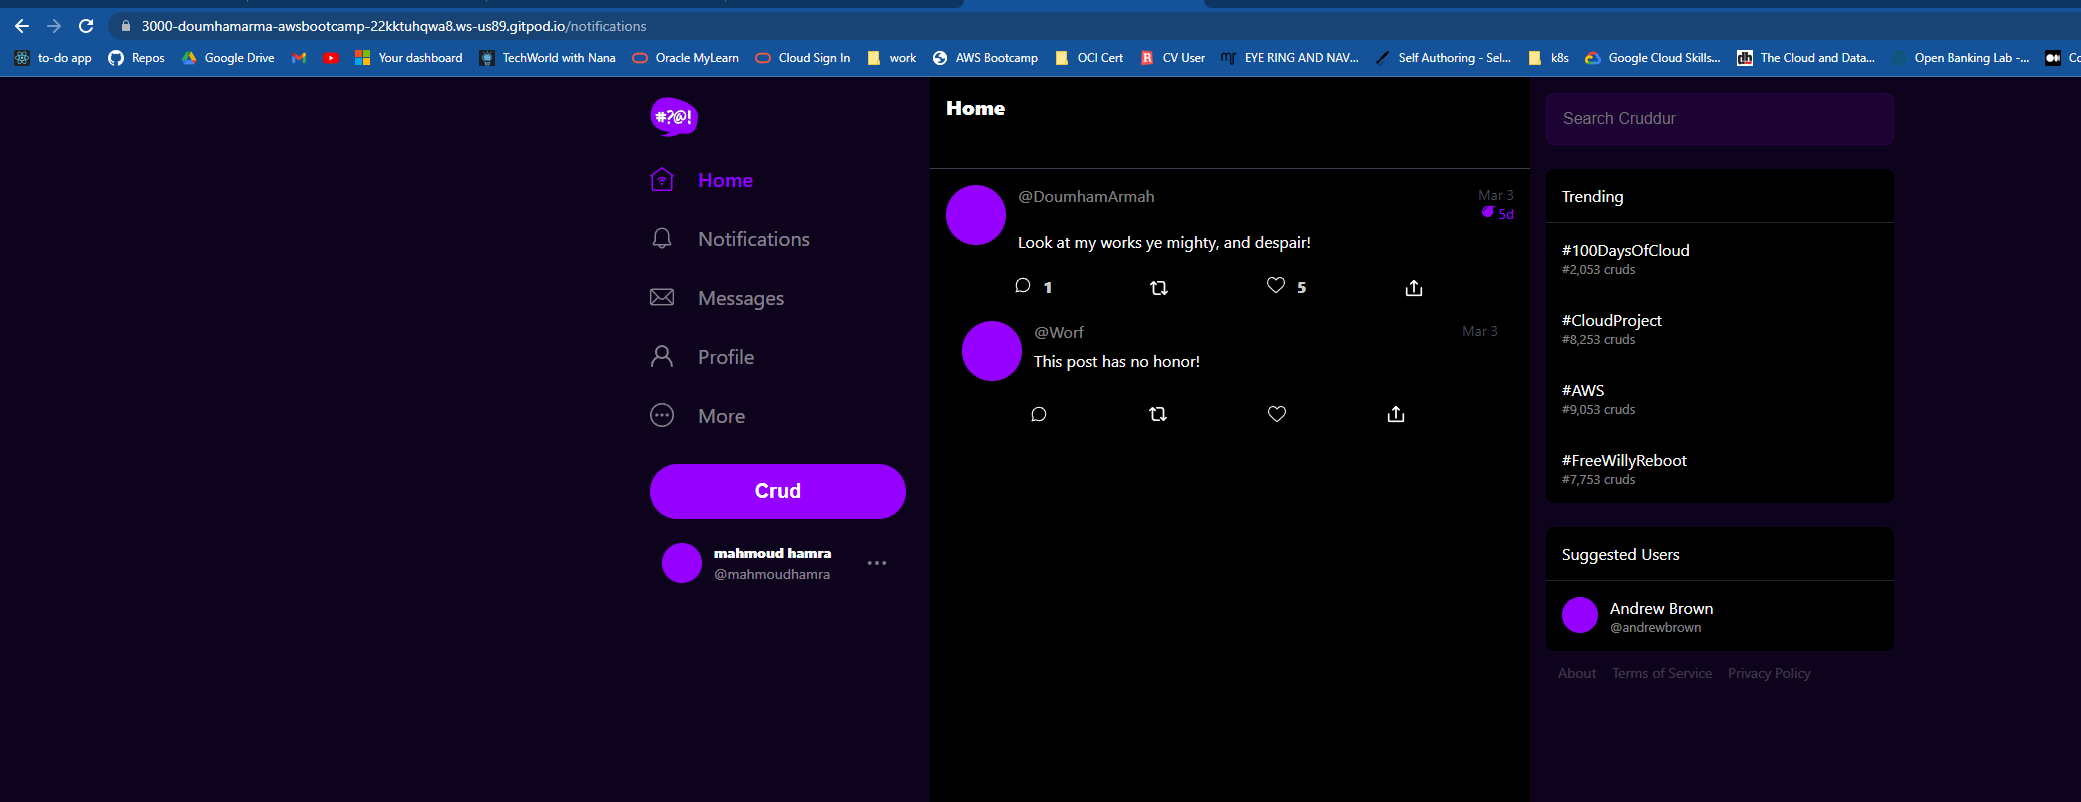 3000-doumhamarma-awsbootcamp-22kktuhqwa8.ws-us89.gitpod.io/notifications
to-do app Repos Google Drive Your dashboard TechWorld with Nana Oracle MyLearn Cloud Sign In work AWS Bootcamp OCI Cert CV User EYE RING AND NAV... Self Authoring - Sel... k8s Google Cloud Skills... The Cloud and Data... Open Banking Lab -... Co
#?@!
Home
Notifications
Messages
Profile
More
Crud
mahmoud hamra
@mahmoudhamra
Home
@DoumhamArmah Mar 3
5d
Look at my works ye mighty, and despair!
1 5
@Worf Mar 3
This post has no honor!
Search Cruddur
Trending
#100DaysOfCloud
#2,053 cruds
#CloudProject
#8,253 cruds
#AWS
#9,053 cruds
#FreeWillyReboot
#7,753 cruds
Suggested Users
Andrew Brown
@andrewbrown
About Terms of Service Privacy Policy